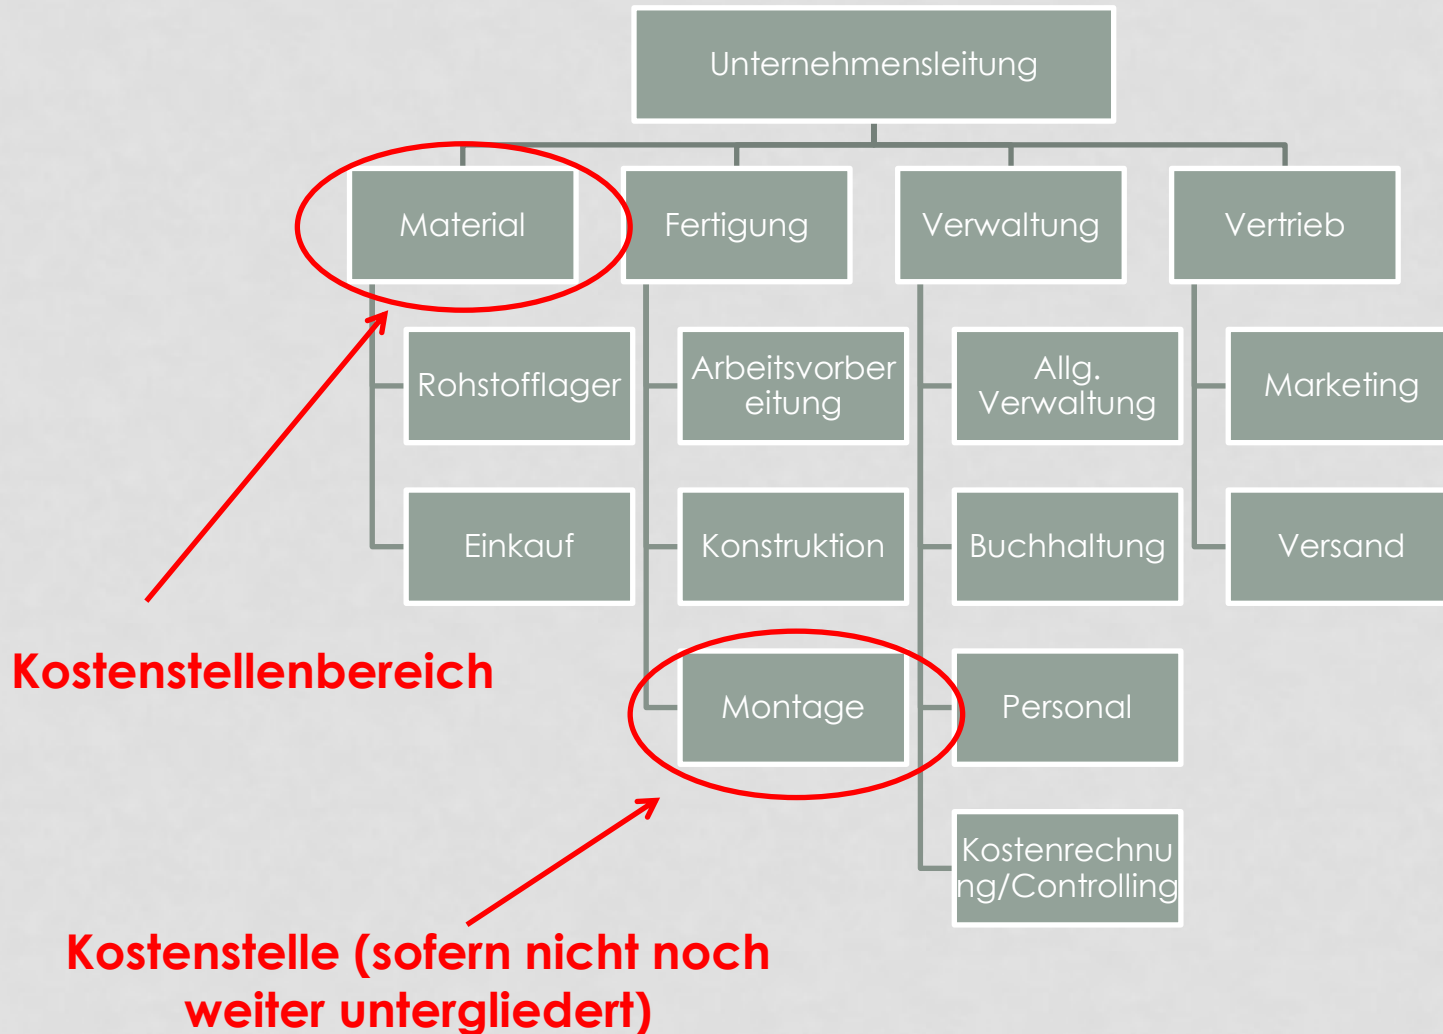 Unternehmensleitung
Material
Fertigung
Verwaltung
Vertrieb
Rohstofflager
Arbeitsvorber
eitung
Allg.
Verwaltung
Marketing
Einkauf
Konstruktion
Buchhaltung
Versand
Kostenstellenbereich
Montage
Personal
Kostenrechnu
ng/Controlling
Kostenstelle (sofern nicht noch
weiter untergliedert)